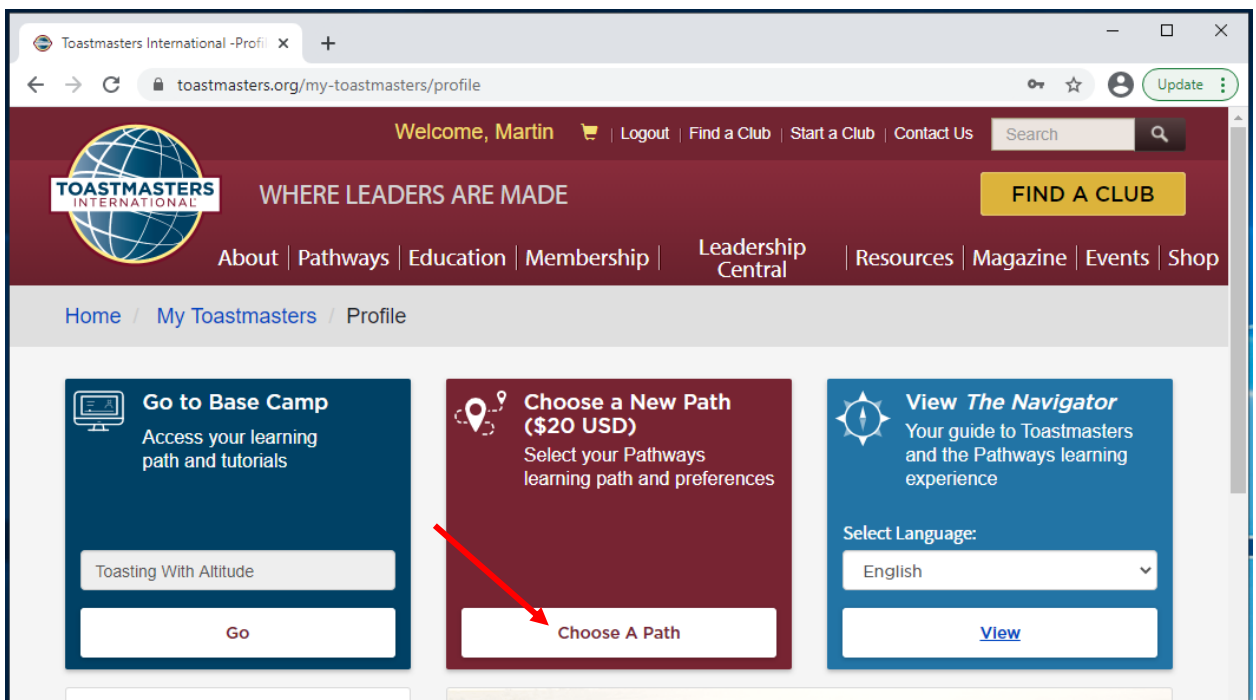 Toastmasters International -Profi
toastmasters.org/my-toastmasters/profile
Update
Welcome, Martin | Logout | Find a Club | Start a Club | Contact Us
Search
TOASTMASTERS
INTERNATIONAL
WHERE LEADERS ARE MADE
FIND A CLUB
About | Pathways | Education | Membership | Leadership Central | Resources | Magazine | Events | Shop
Home / My Toastmasters / Profile
Go to Base Camp
Access your learning
path and tutorials
Toasting With Altitude
Go
Choose a New Path
($20 USD)
Select your Pathways
learning path and preferences
Choose A Path
View The Navigator
Your guide to Toastmasters
and the Pathways learning
experience
Select Language:
English
View